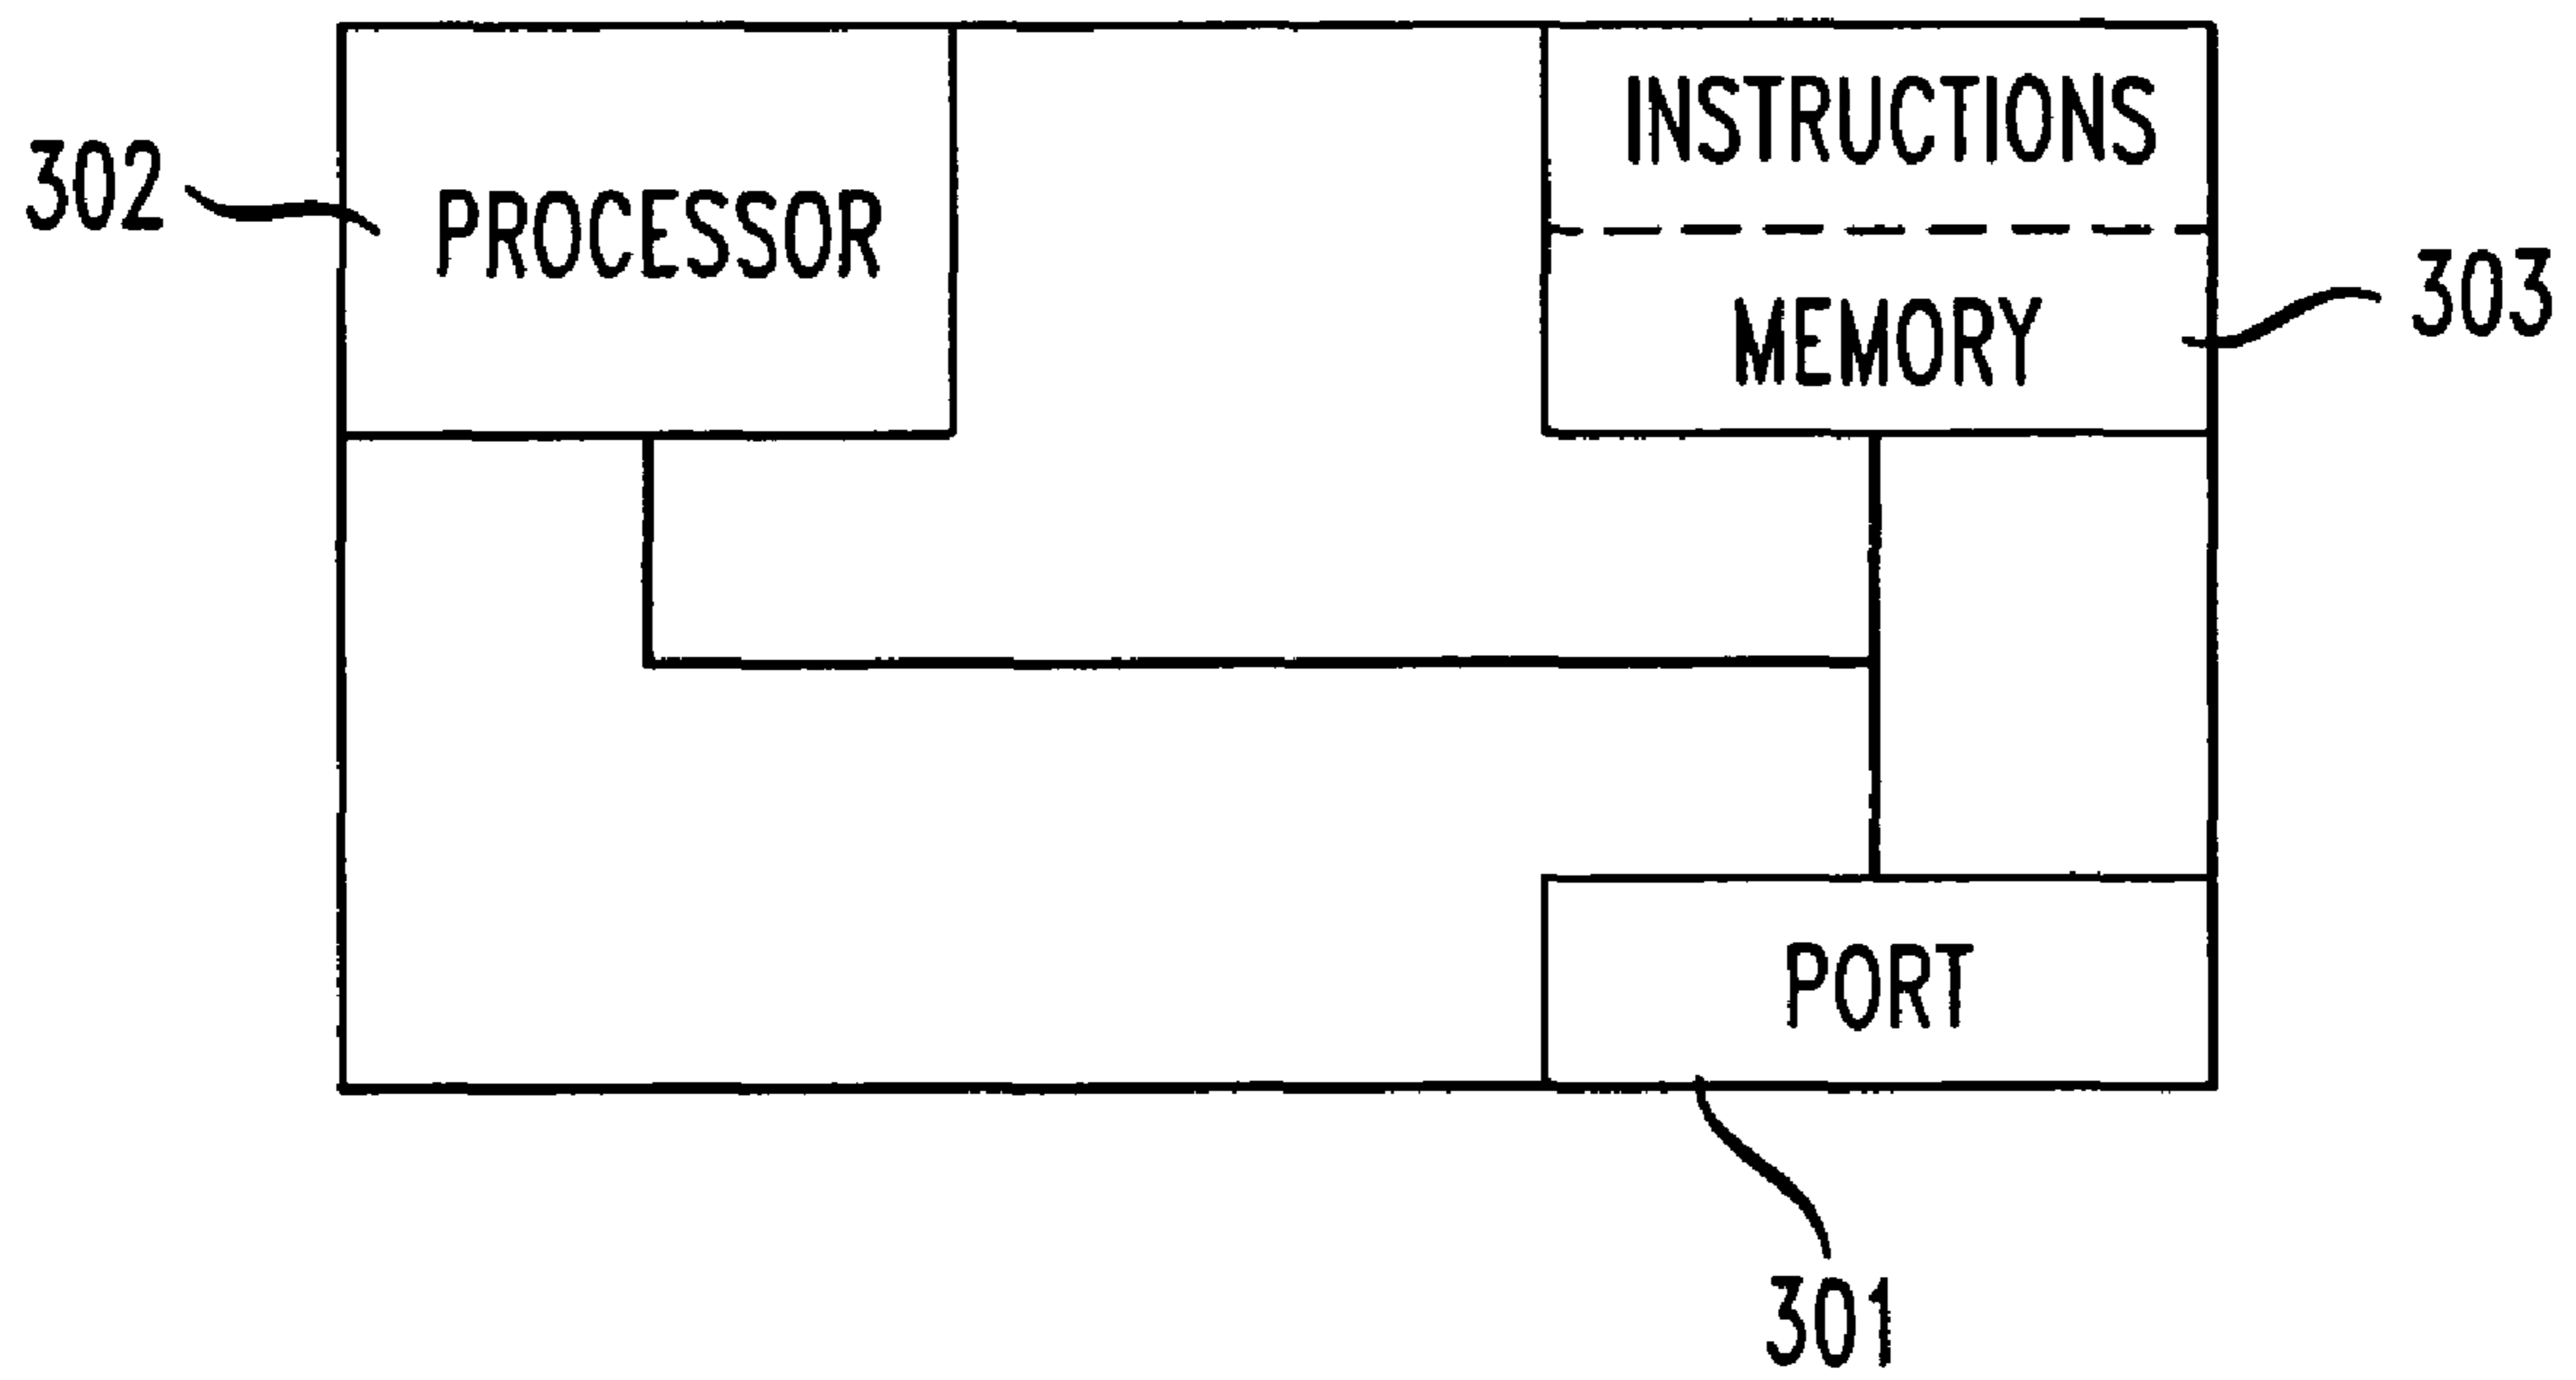 INSTRUCTIONS
302
PROCESSOR
303
MEMORY
PORT
301